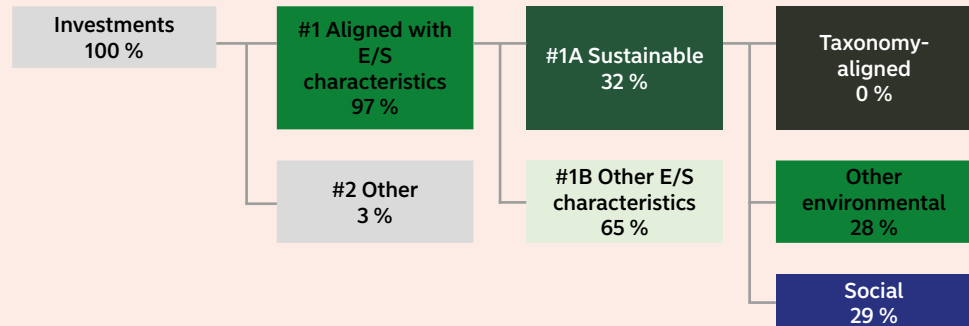 Investments
100 %
#1 Aligned with
E/S
characteristics
97 %
#1A Sustainable
32 %
Taxonomy-
aligned
0 %
#2 Other
3 %
#1B Other E/S
characteristics
65 %
Other
environmental
28 %
Social
29 %